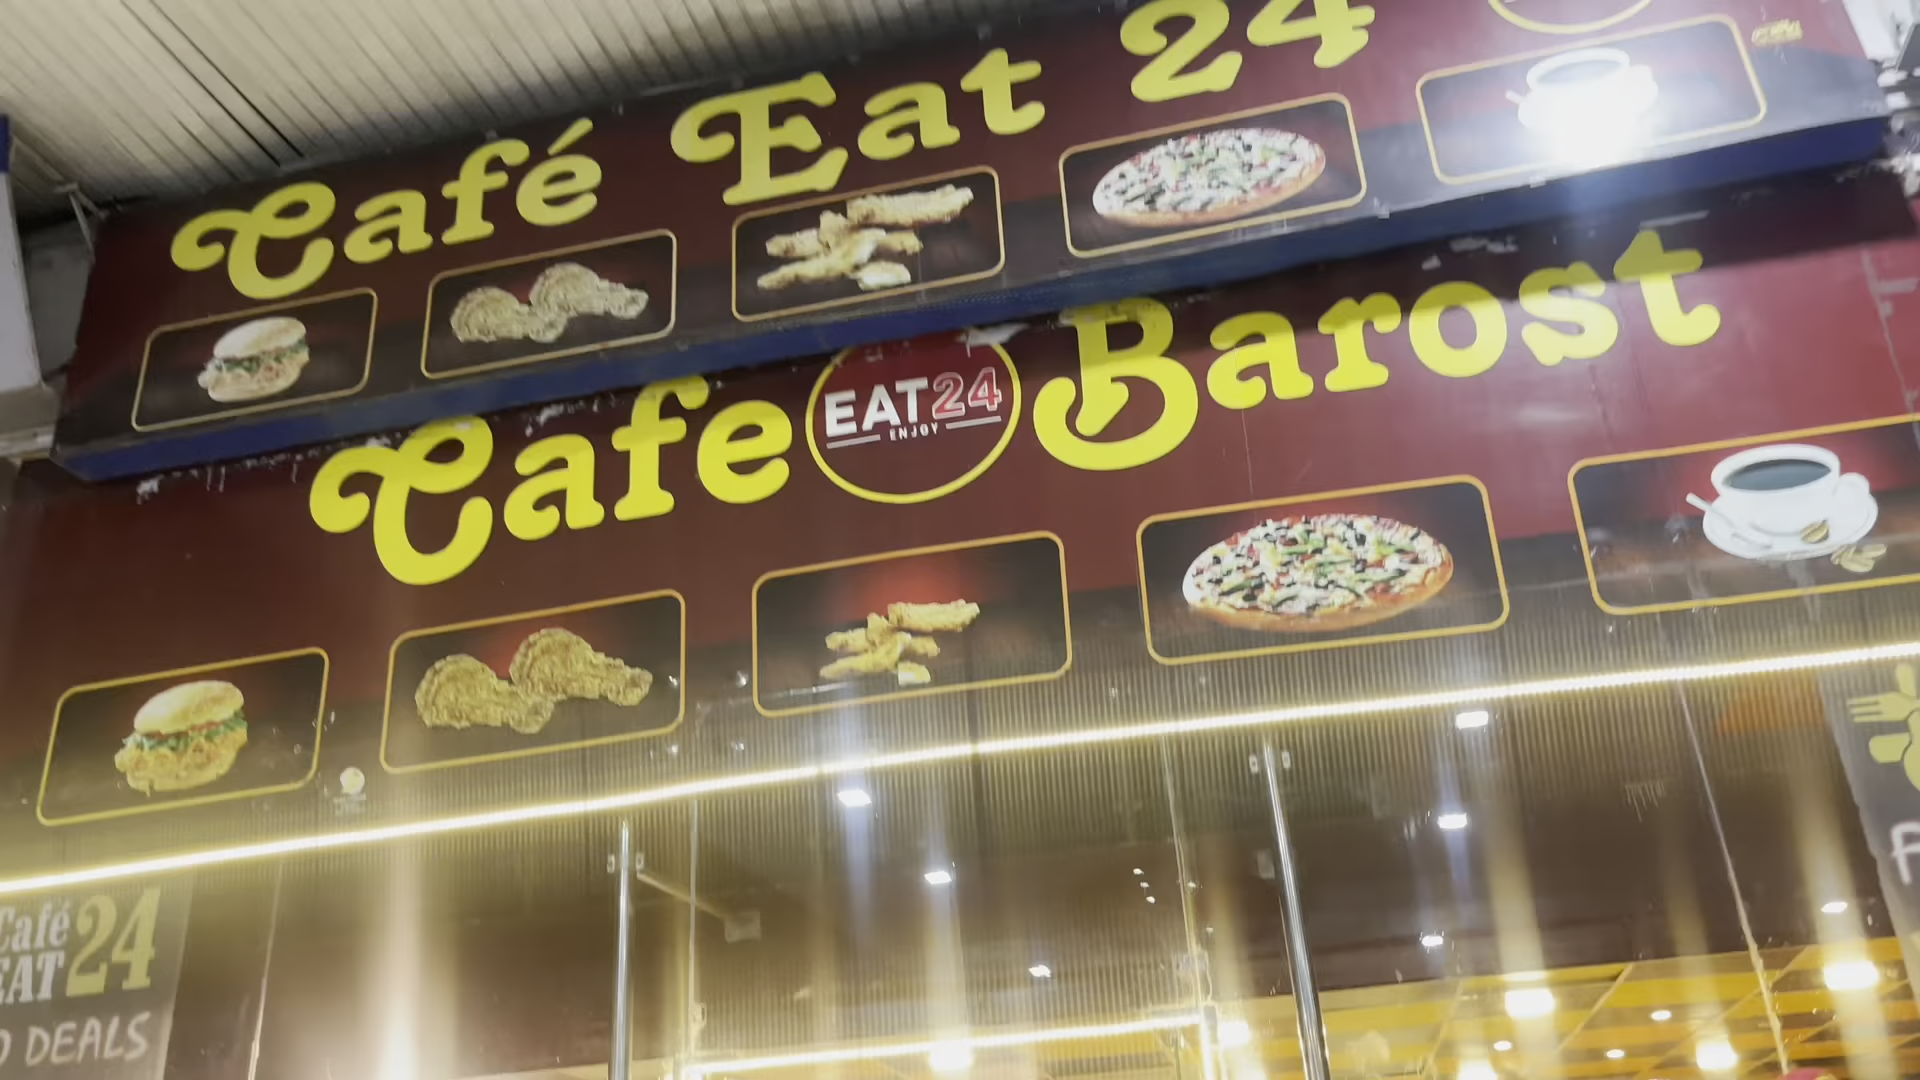 Café Eat 24
Cafe
EAT24
ENJOY
Barost
Café
EAT 24
DEALS